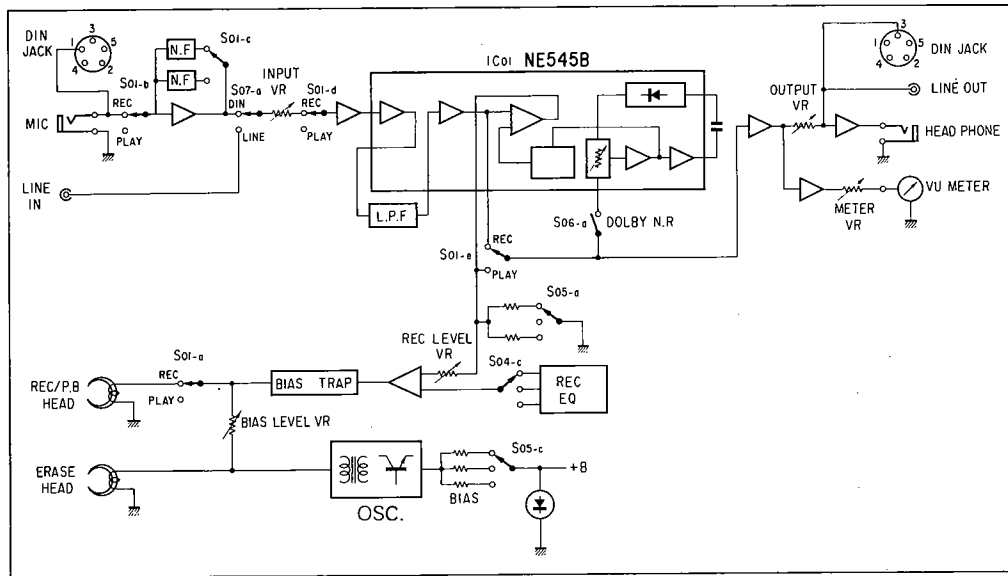 DIN JACK
1
3
5
4
2
MIC
REC
PLAY
S01-b
N.F
N.F
S01-c
S07-a
DIN
LINE
INPUT VR
S01-d
REC
PLAY
LINE IN
IC01 NE545B
L.P.F
S06-a
DOLBY N.R
S01-e
REC
PLAY
OUTPUT VR
3
1
5
4
2
DIN JACK
LINE OUT
HEAD PHONE
METER VR
VU METER
S05-a
REC LEVEL VR
S04-c
REC EQ
S01-a
REC
PLAY
REC/P.B HEAD
BIAS TRAP
BIAS LEVEL VR
ERASE HEAD
OSC.
BIAS
S05-c
+B